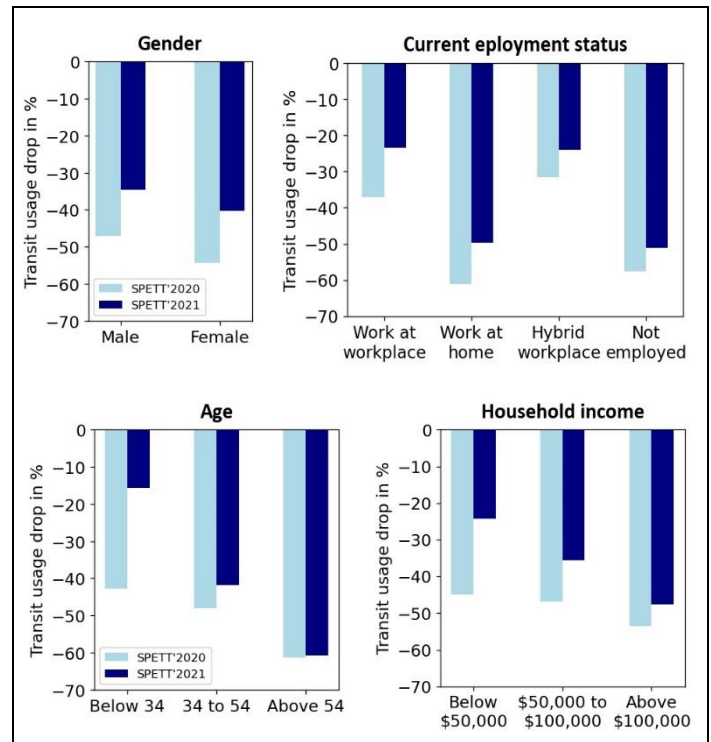 Gender
Transit usage drop in %
0
−10
−20
−30
−40
−50
−60
−70
SPETT'2020
SPETT'2021
Male Female
Current eployment status
Transit usage drop in %
0
−10
−20
−30
−40
−50
−60
−70
Work at workplace
Work at home
Hybrid workplace
Not employed
Age
Transit usage drop in %
0
−10
−20
−30
−40
−50
−60
−70
SPETT'2020
SPETT'2021
Below 34 34 to 54 Above 54
Household income
Transit usage drop in %
0
−10
−20
−30
−40
−50
−60
−70
Below $50,000
$50,000 to $100,000
Above $100,000